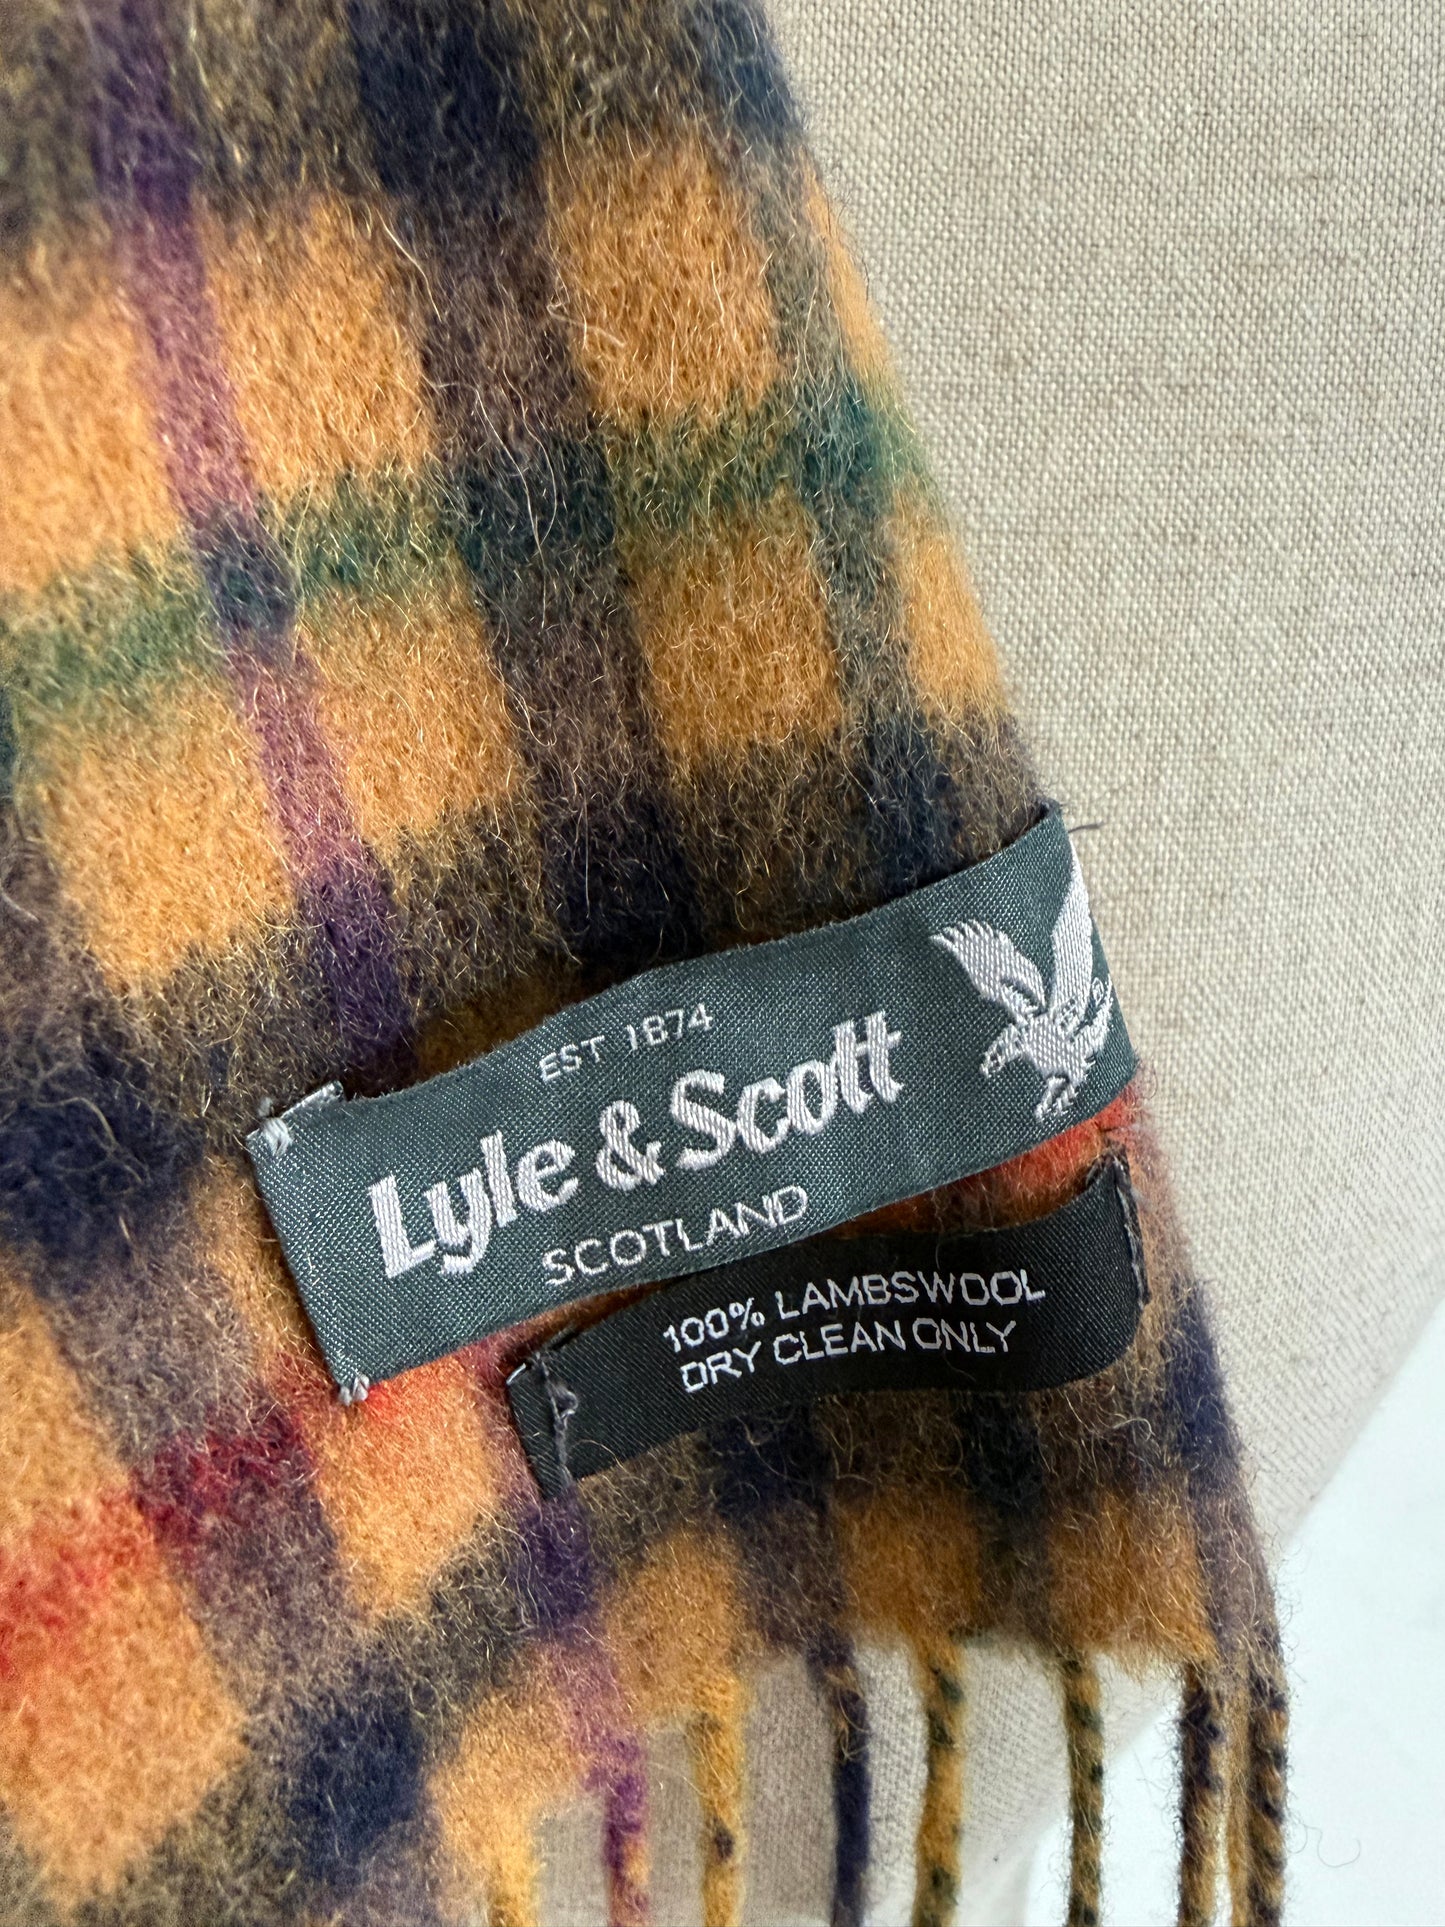 EST 1874
Lyle & Scott
SCOTLAND
100% LAMBSWOOL
DRY CLEAN ONLY